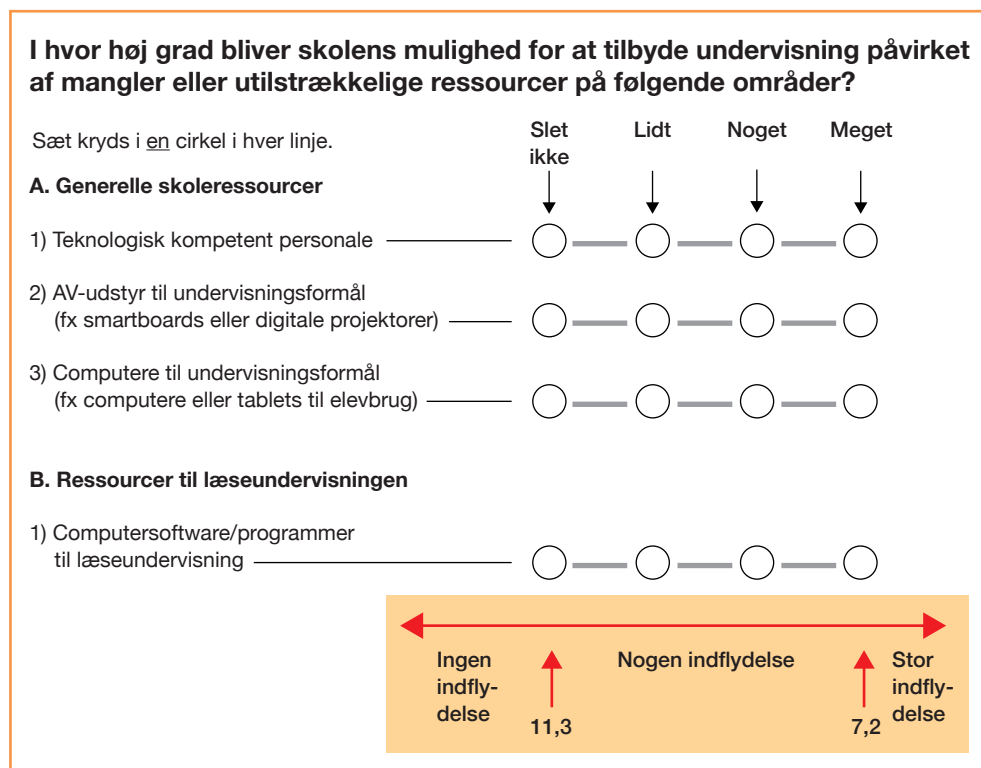 I hvor høj grad bliver skolens mulighed for at tilbyde undervisning påvirket
af mangler eller utilstrækkelige ressourcer på følgende områder?
Sæt kryds i en cirkel i hver linje.
Slet
ikke
Lidt
Noget
Meget
A. Generelle skoleressourcer
1) Teknologisk kompetent personale
2) AV-udstyr til undervisningsformål
(fx smartboards eller digitale projektorer)
3) Computere til undervisningsformål
(fx computere eller tablets til elevbrug)
B. Ressourcer til læseundervisningen
1) Computersoftware/programmer
til læseundervisning
Ingen
indfly-
delse
11,3
Nogen indflydelse
7,2
Stor
indfly-
delse